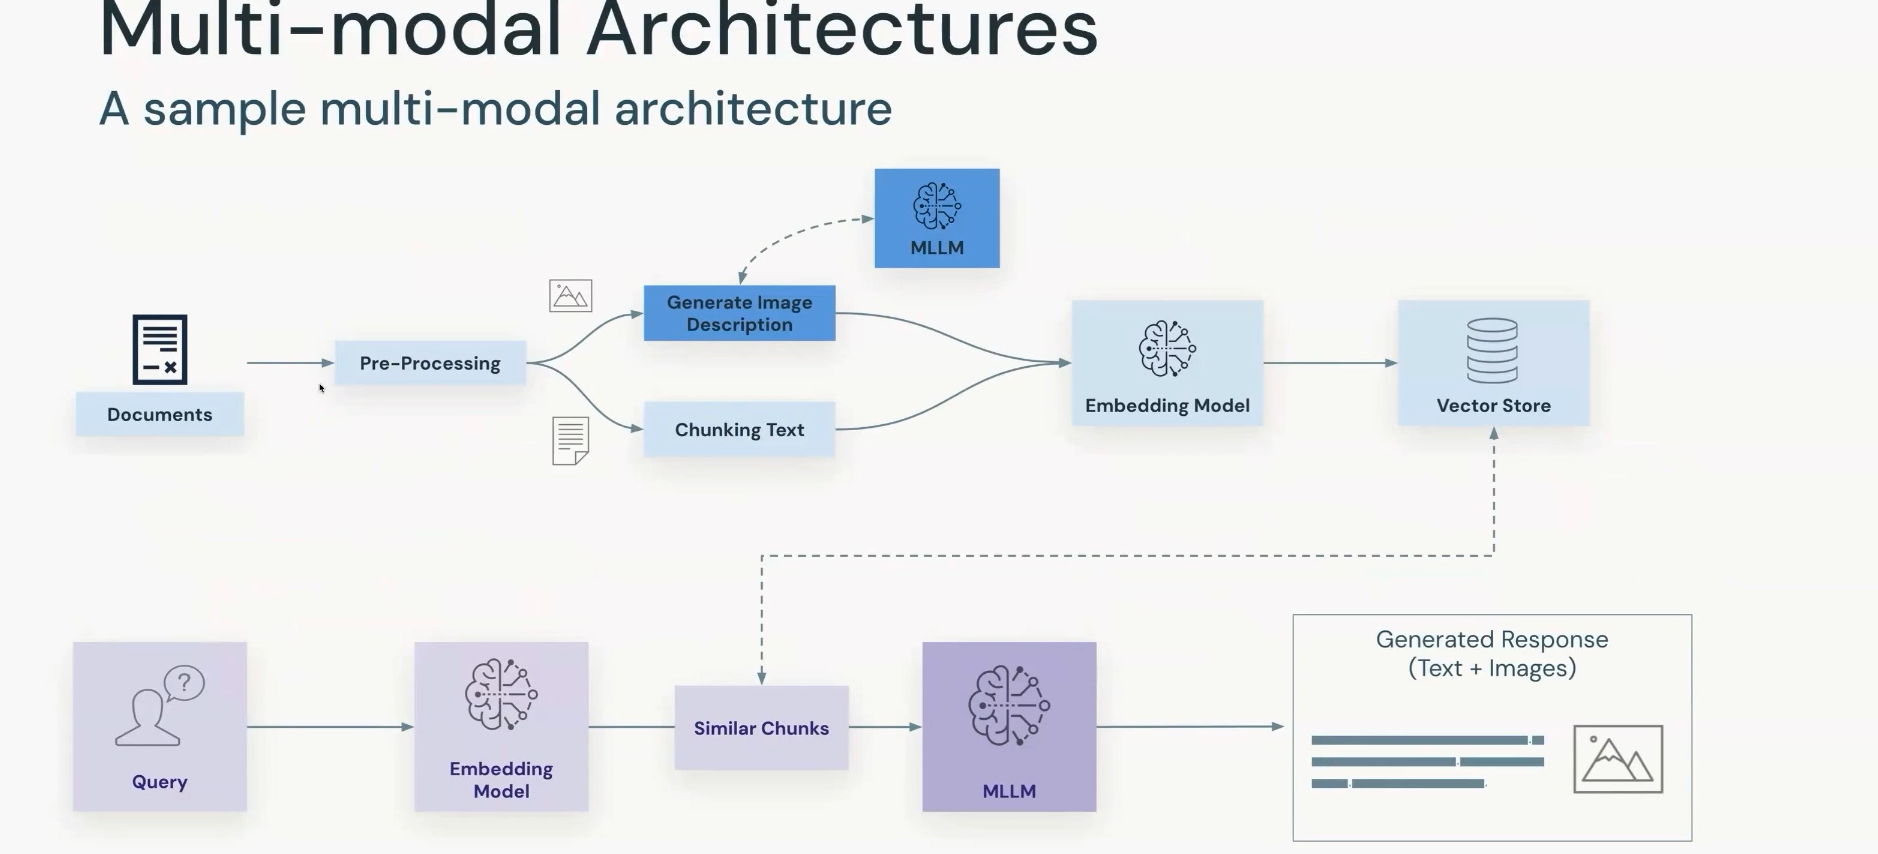 Multi-modal Architectures
A sample multi-modal architecture
MLLM
Generate Image
Description
Pre-Processing
Documents
Chunking Text
Embedding Model
Vector Store
Query
?
Embedding
Model
Similar Chunks
MLLM
Generated Response
(Text + Images)